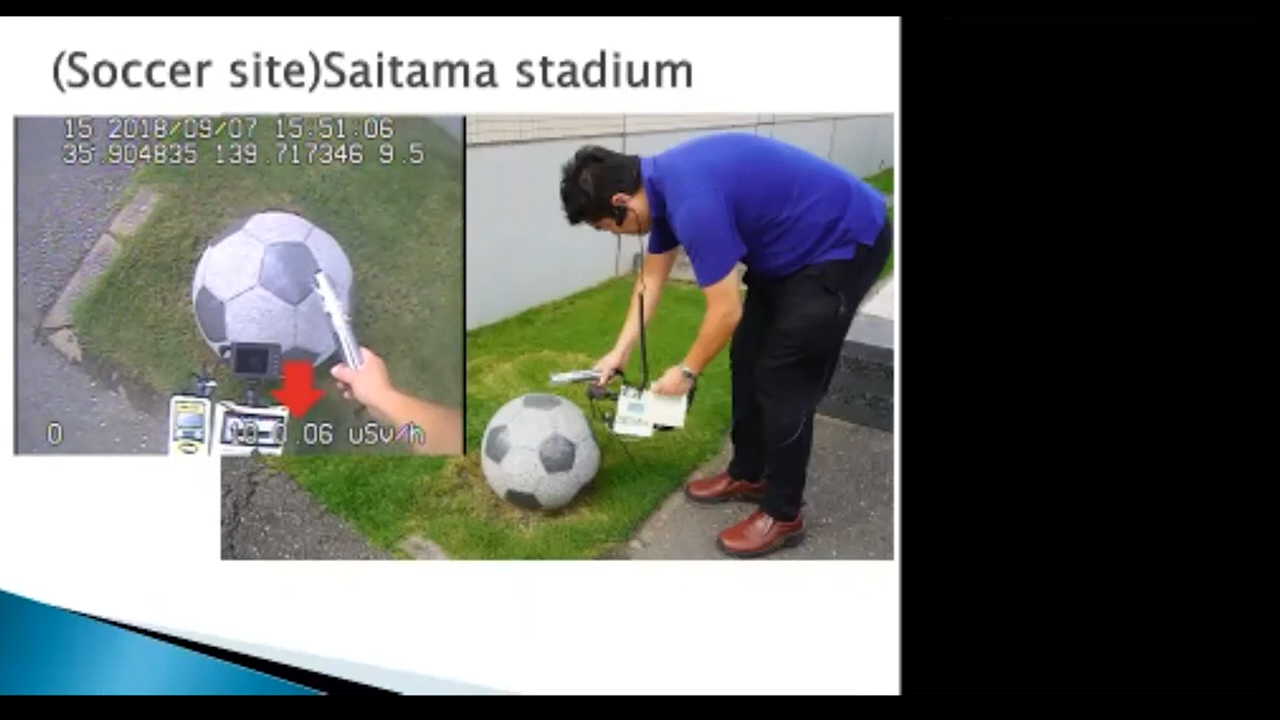 (Soccer site)Saitama stadium
15 2018/09/07 15:51:06
35.904835 139.717346 9.5
0
.06 uSv/h